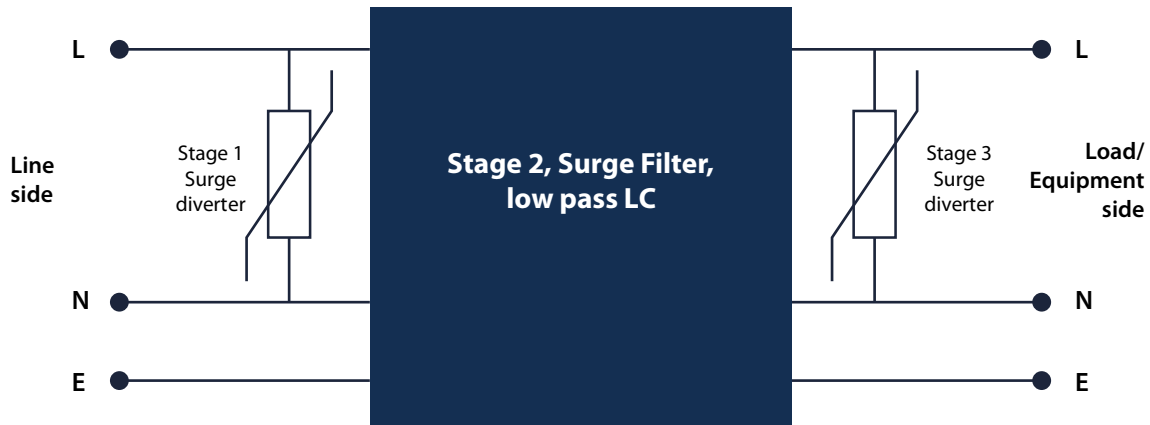 L
Line
side
Stage 1
Surge
diverter
N
E
Stage 2, Surge Filter,
low pass LC
Stage 3
Surge
diverter
L
Load/
Equipment
side
N
E